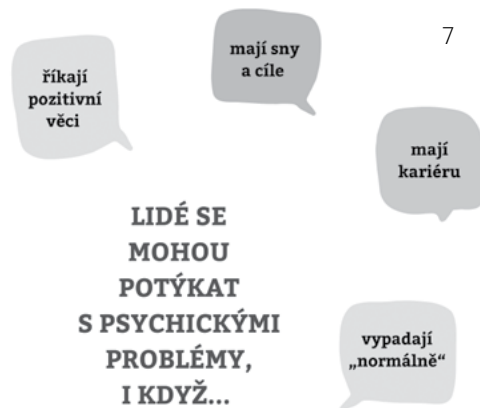 7
mají sny
a cíle
říkají
pozitivní
věci
mají
kariéru
LIDÉ SE
MOHOU
POTÝKAT
S PSYCHICKÝMI
PROBLÉMY,
I KDYŽ...
vypadají
„normálně“